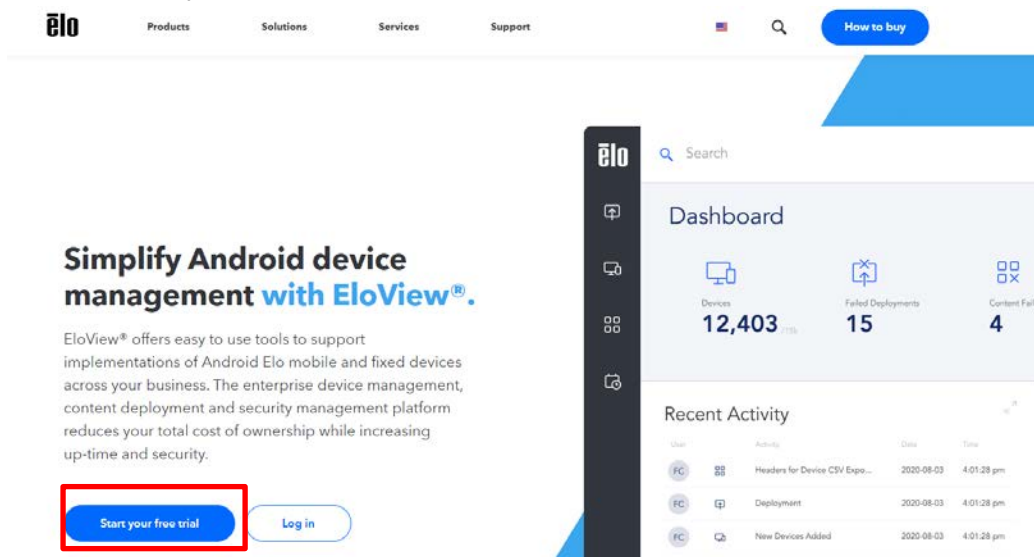 ēlo
Products Solutions Services Support
How to buy
Simplify Android device
management with EloView®.
EloView® offers easy to use tools to support
implementations of Android Elo mobile and fixed devices
across your business. The enterprise device management,
content deployment and security management platform
reduces your total cost of ownership while increasing
up-time and security.
Start your free trial Log in
ēlo
Search
Dashboard
Devices Failed Deployments Content Fail
12,403 15 4
Recent Activity
User Activity Date Time
FC Headers for Device CSV Expo... 2020-08-03 4:01:28 pm
FC Deployment 2020-08-03 4:01:28 pm
FC New Devices Added 2020-08-03 4:01:28 pm